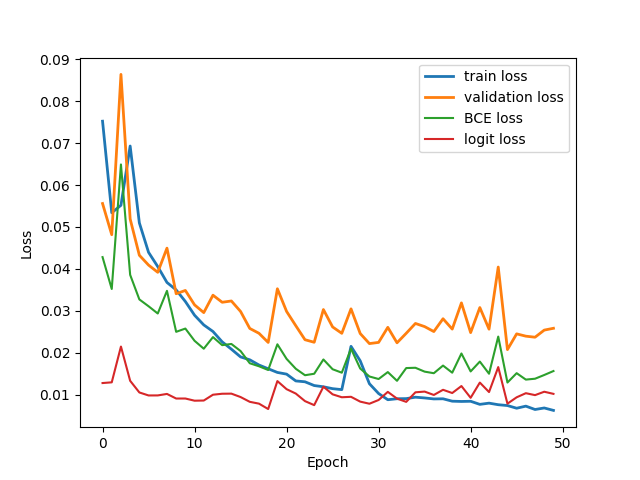 0.09
0.08
0.07
0.06
0.05
0.04
0.03
0.02
0.01
Loss
train loss
validation loss
BCE loss
logit loss
0
10
20
30
40
50
Epoch